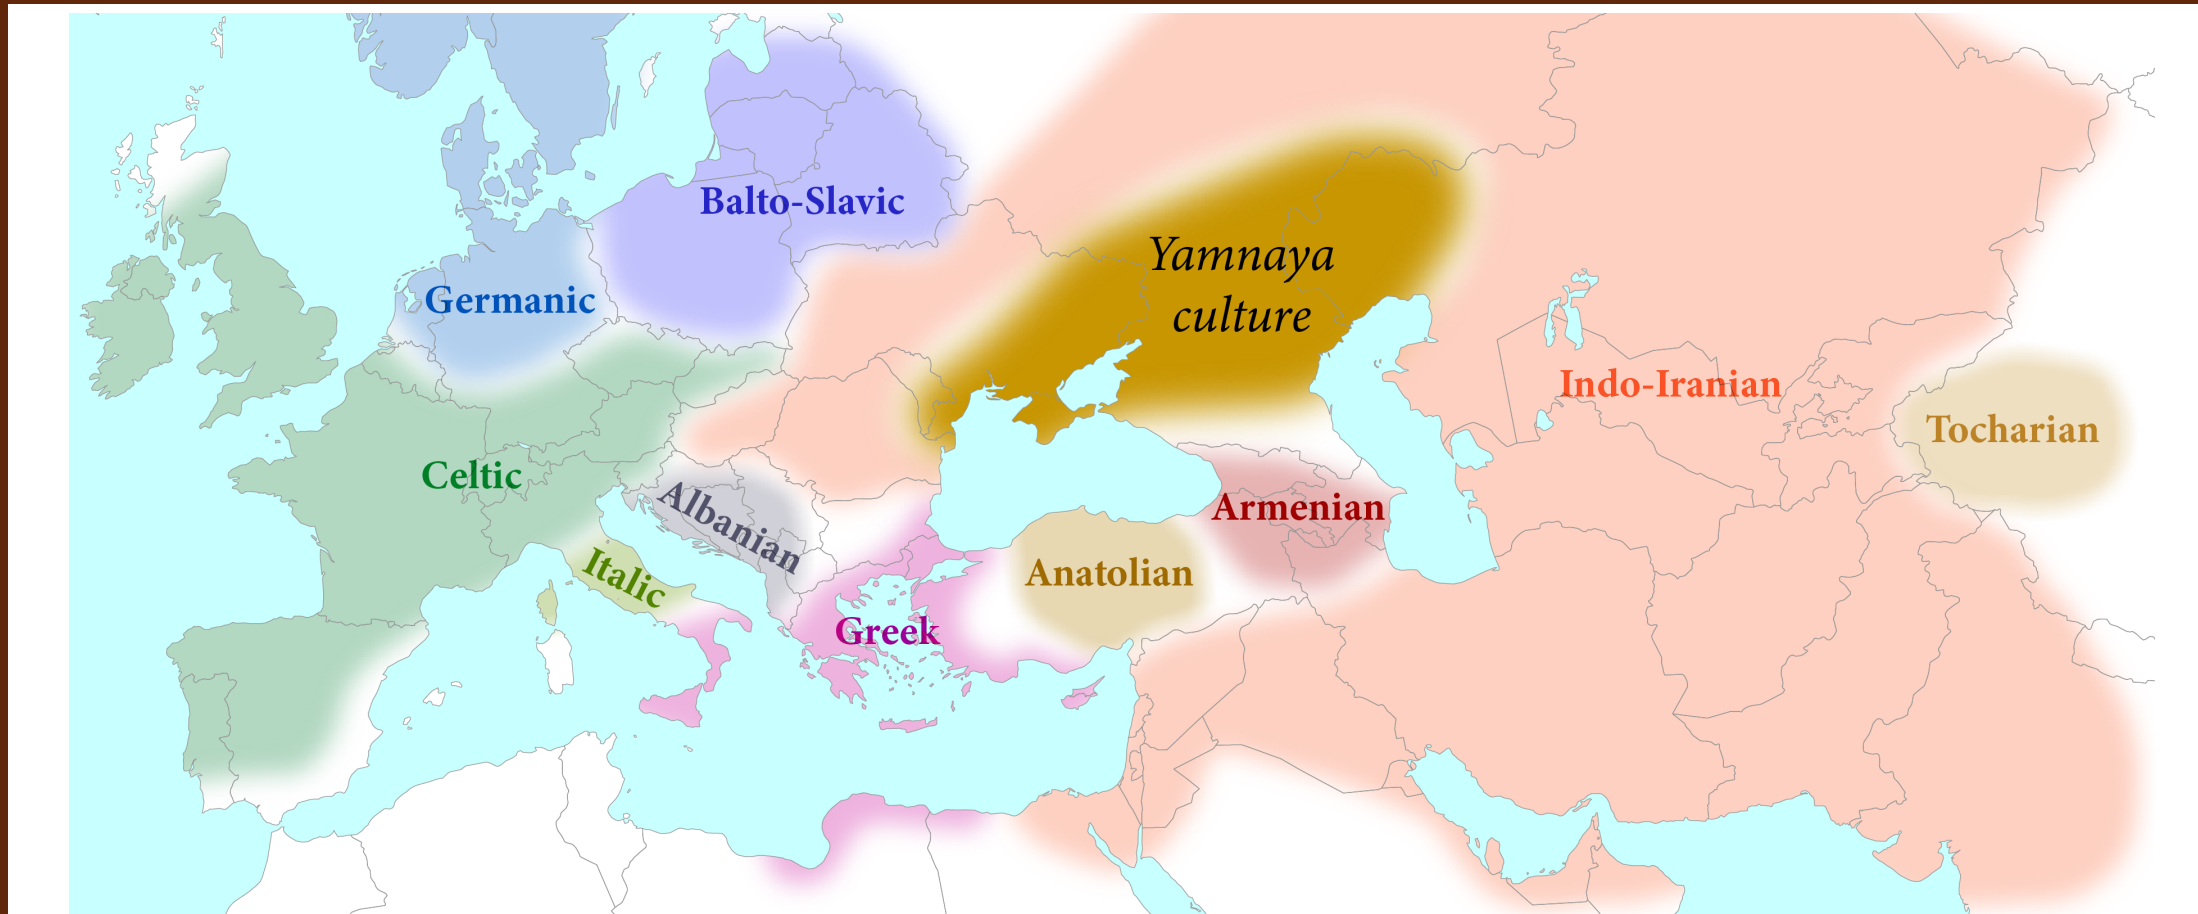 Balto-Slavic
Yamnaya
culture
Germanic
Indo-Iranian
Tocharian
Celtic
Albanian
Armenian
Italic
Anatolian
Greek